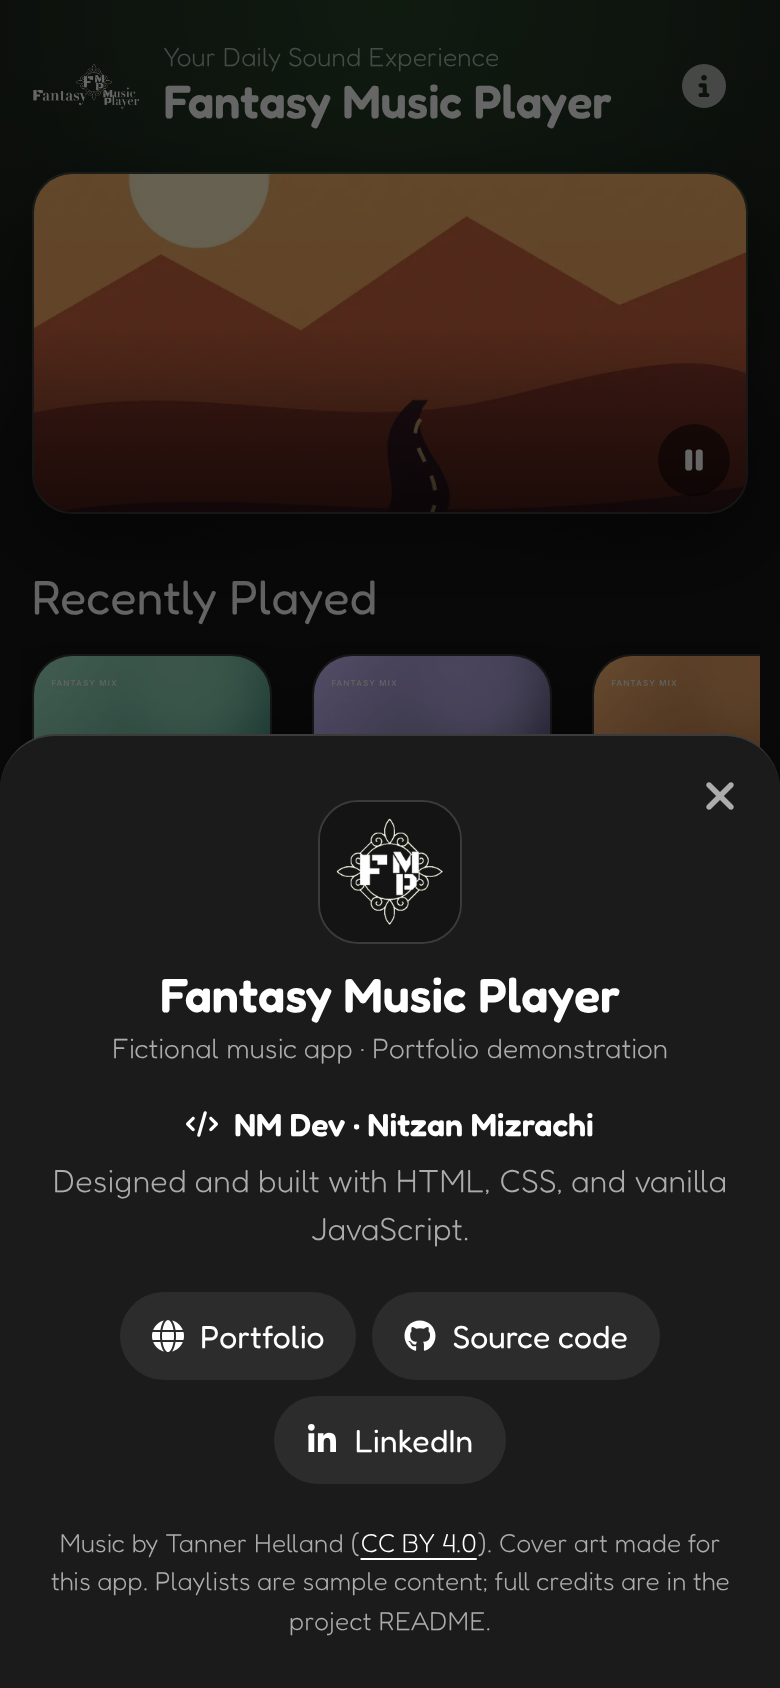 Your Daily Sound Experience
Fantasy Music Player
Fantasy FMP Music Player
Recently Played
FANTASY MIX
FANTASY MIX
FANTASY MIX
FMP
Fantasy Music Player
Fictional music app · Portfolio demonstration
</> NM Dev · Nitzan Mizrachi
Designed and built with HTML, CSS, and vanilla
JavaScript.
Portfolio
Source code
LinkedIn
Music by Tanner Helland (CC BY 4.0). Cover art made for
this app. Playlists are sample content; full credits are in the
project README.